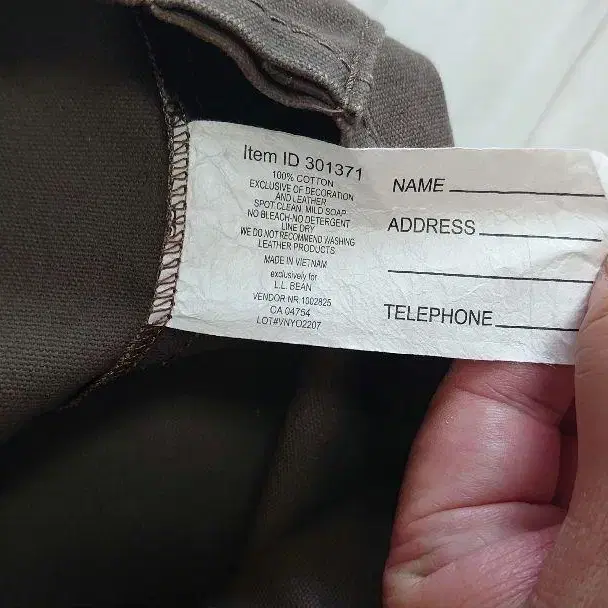 Item ID 301371
100% COTTON
EXCLUSIVE OF DECORATION
AND LEATHER
SPOT CLEAN, MILD SOAP
NO BLEACH-NO DETERGENT
LINE DRY
WE DO NOT RECOMMEND WASHING
LEATHER PRODUCTS
MADE IN VIETNAM
exclusively for
L.L. BEAN
VENDOR NR 1002825
CA 04754
LOT#VNYO2207
NAME
ADDRESS
TELEPHONE